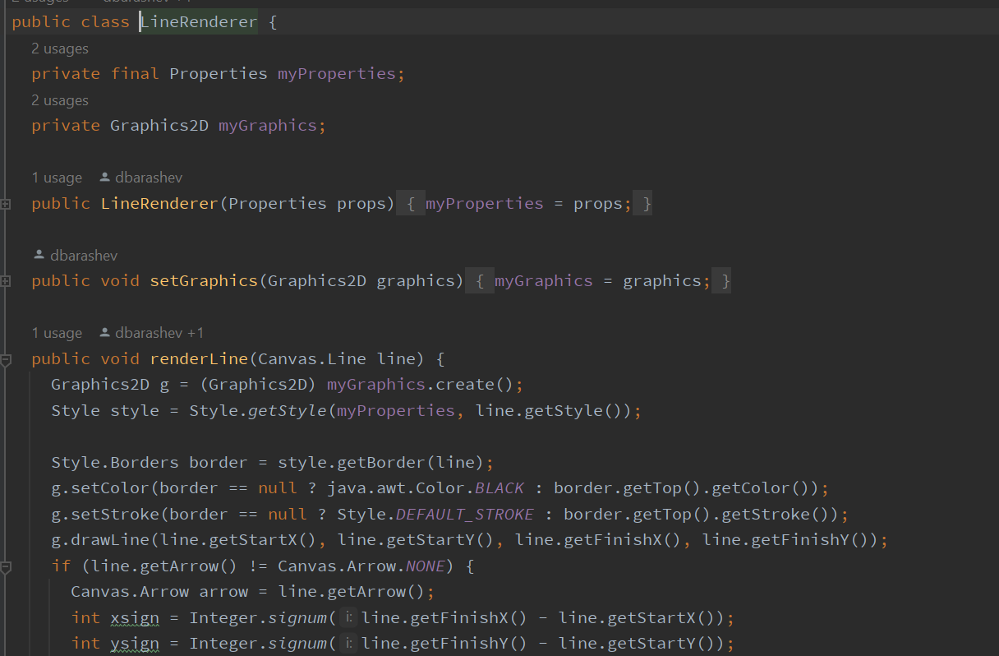 2 usages dbarashev +1
public class LineRenderer {
2 usages
private final Properties myProperties;
2 usages
private Graphics2D myGraphics;
1 usage dbarashev
public LineRenderer(Properties props) { myProperties = props; }
dbarashev
public void setGraphics(Graphics2D graphics) { myGraphics = graphics; }
1 usage dbarashev +1
public void renderLine(Canvas.Line line) {
Graphics2D g = (Graphics2D) myGraphics.create();
Style style = Style.getStyle(myProperties, line.getStyle());
Style.Borders border = style.getBorder(line);
g.setColor(border == null ? java.awt.Color.BLACK : border.getTop().getColor());
g.setStroke(border == null ? Style.DEFAULT_STROKE : border.getTop().getStroke());
g.drawLine(line.getStartX(), line.getStartY(), line.getFinishX(), line.getFinishY());
if (line.getArrow() != Canvas.Arrow.NONE) {
Canvas.Arrow arrow = line.getArrow();
int xsign = Integer.signum( i: line.getFinishX() - line.getStartX());
int ysign = Integer.signum( i: line.getFinishY() - line.getStartY());